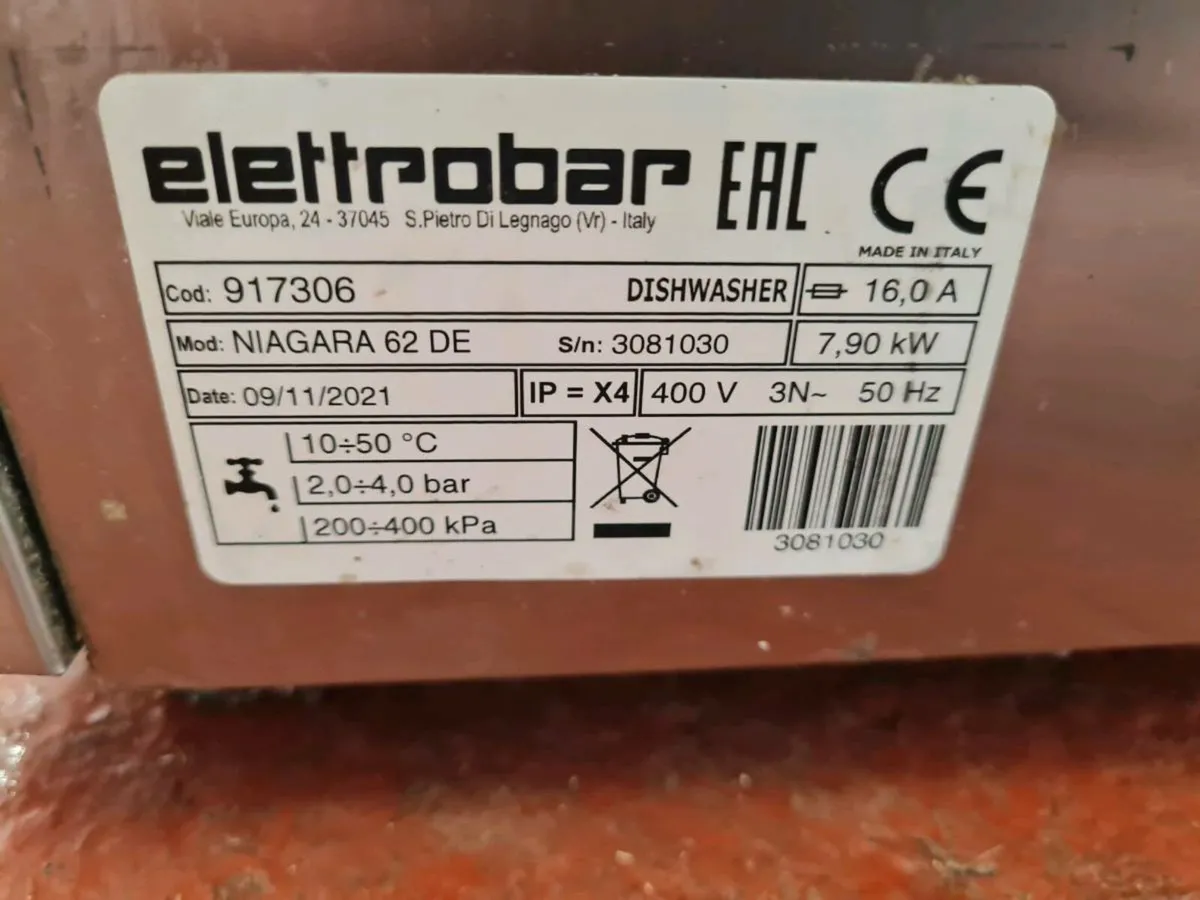 elettrobar EAC CE
Viale Europa, 24 - 37045 S.Pietro Di Legnago (Vr) - Italy
MADE IN ITALY
Cod: 917306 DISHWASHER 16,0 A
Mod: NIAGARA 62 DE S/n: 3081030 7,90 kW
Date: 09/11/2021 IP = X4 400 V 3N~ 50 Hz
10÷50 °C
2,0÷4,0 bar
200÷400 kPa
3081030